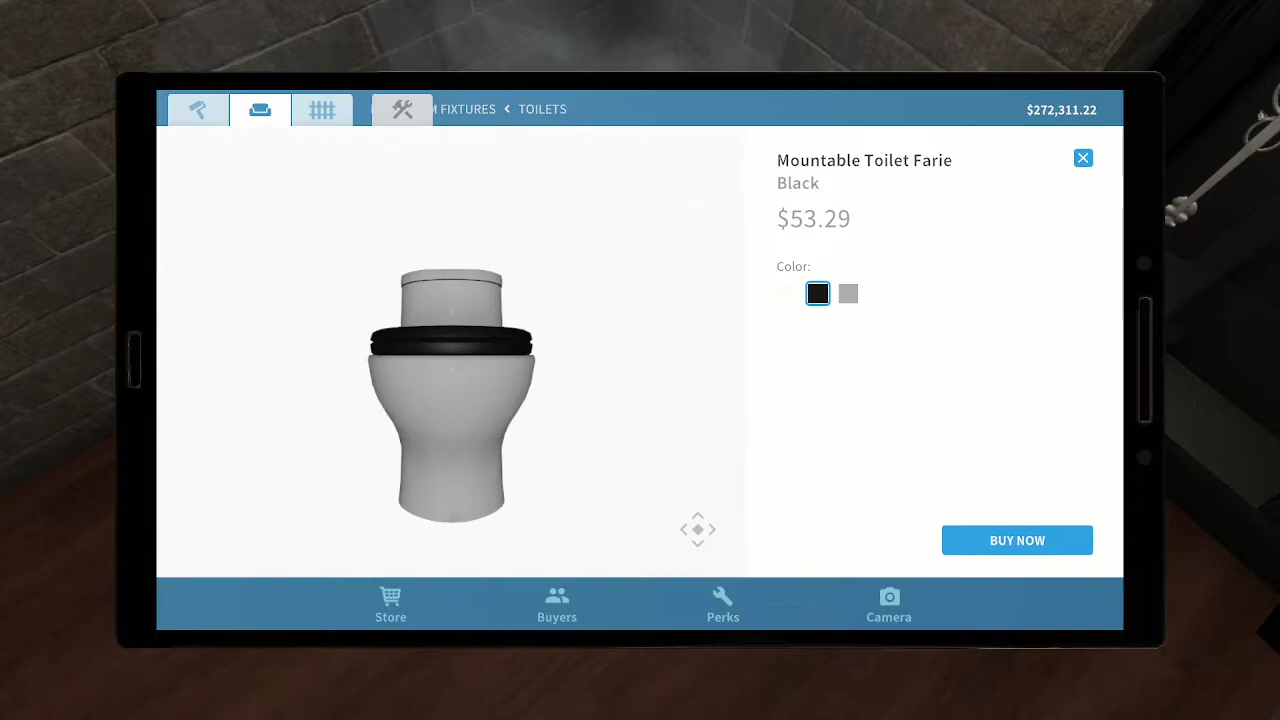 FIXTURES < TOILETS
$272,311.22
Mountable Toilet Farie
Black
$53.29
Color:
BUY NOW
Store
Buyers
Perks
Camera